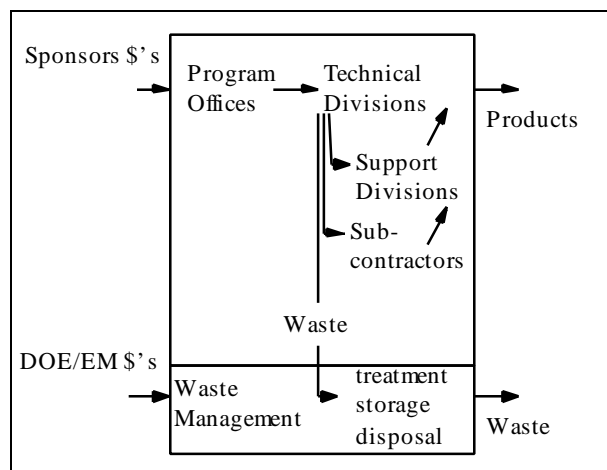 Sponsors $'s
Program
Offices
Technical
Divisions
Products
Support
Divisions
Sub-
contractors
Waste
DOE/EM $'s
Waste
Management
treatment
storage
disposal
Waste